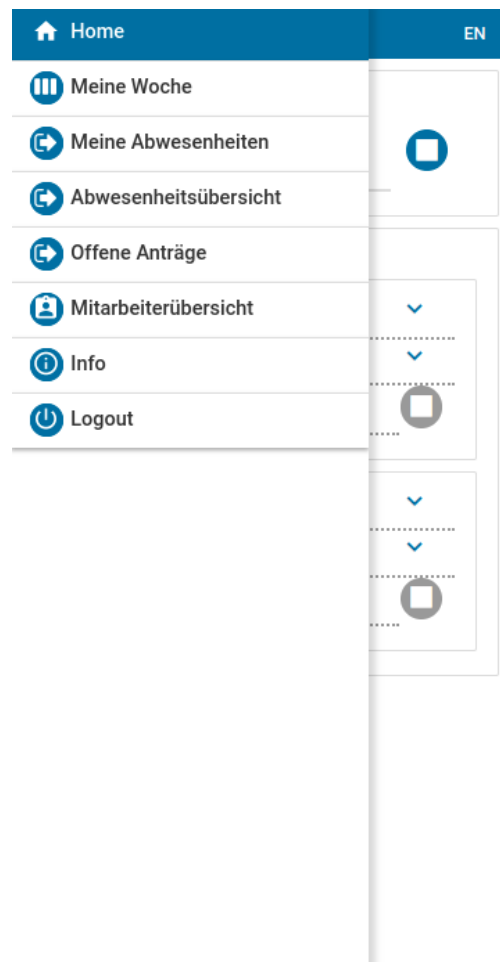 Home
EN
Meine Woche
Meine Abwesenheiten
Abwesenheitsübersicht
Offene Anträge
Mitarbeiterübersicht
Info
Logout